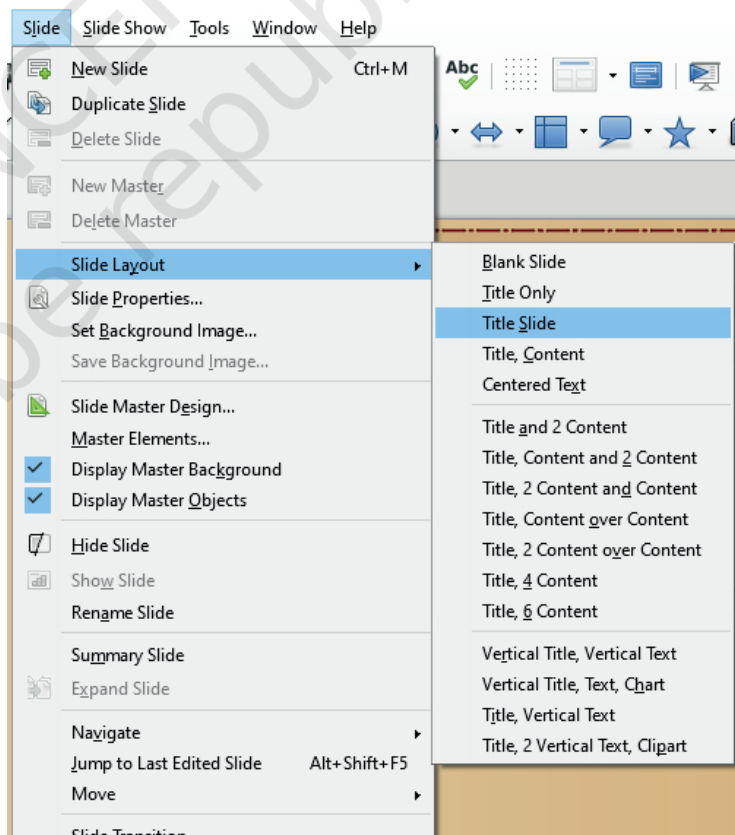 Slide Slide Show Tools Window Help
New Slide Ctrl+M
Duplicate Slide
Delete Slide
New Master
Delete Master
Slide Layout
Slide Properties...
Set Background Image...
Save Background Image...
Slide Master Design...
Master Elements...
Display Master Background
Display Master Objects
Hide Slide
Show Slide
Rename Slide
Summary Slide
Expand Slide
Navigate
Jump to Last Edited Slide Alt+Shift+F5
Move
Slide Transition
Abc
Blank Slide
Title Only
Title Slide
Title, Content
Centered Text
Title and 2 Content
Title, Content and 2 Content
Title, 2 Content and Content
Title, Content over Content
Title, 2 Content over Content
Title, 4 Content
Title, 6 Content
Vertical Title, Vertical Text
Vertical Title, Text, Chart
Title, Vertical Text
Title, 2 Vertical Text, Clipart